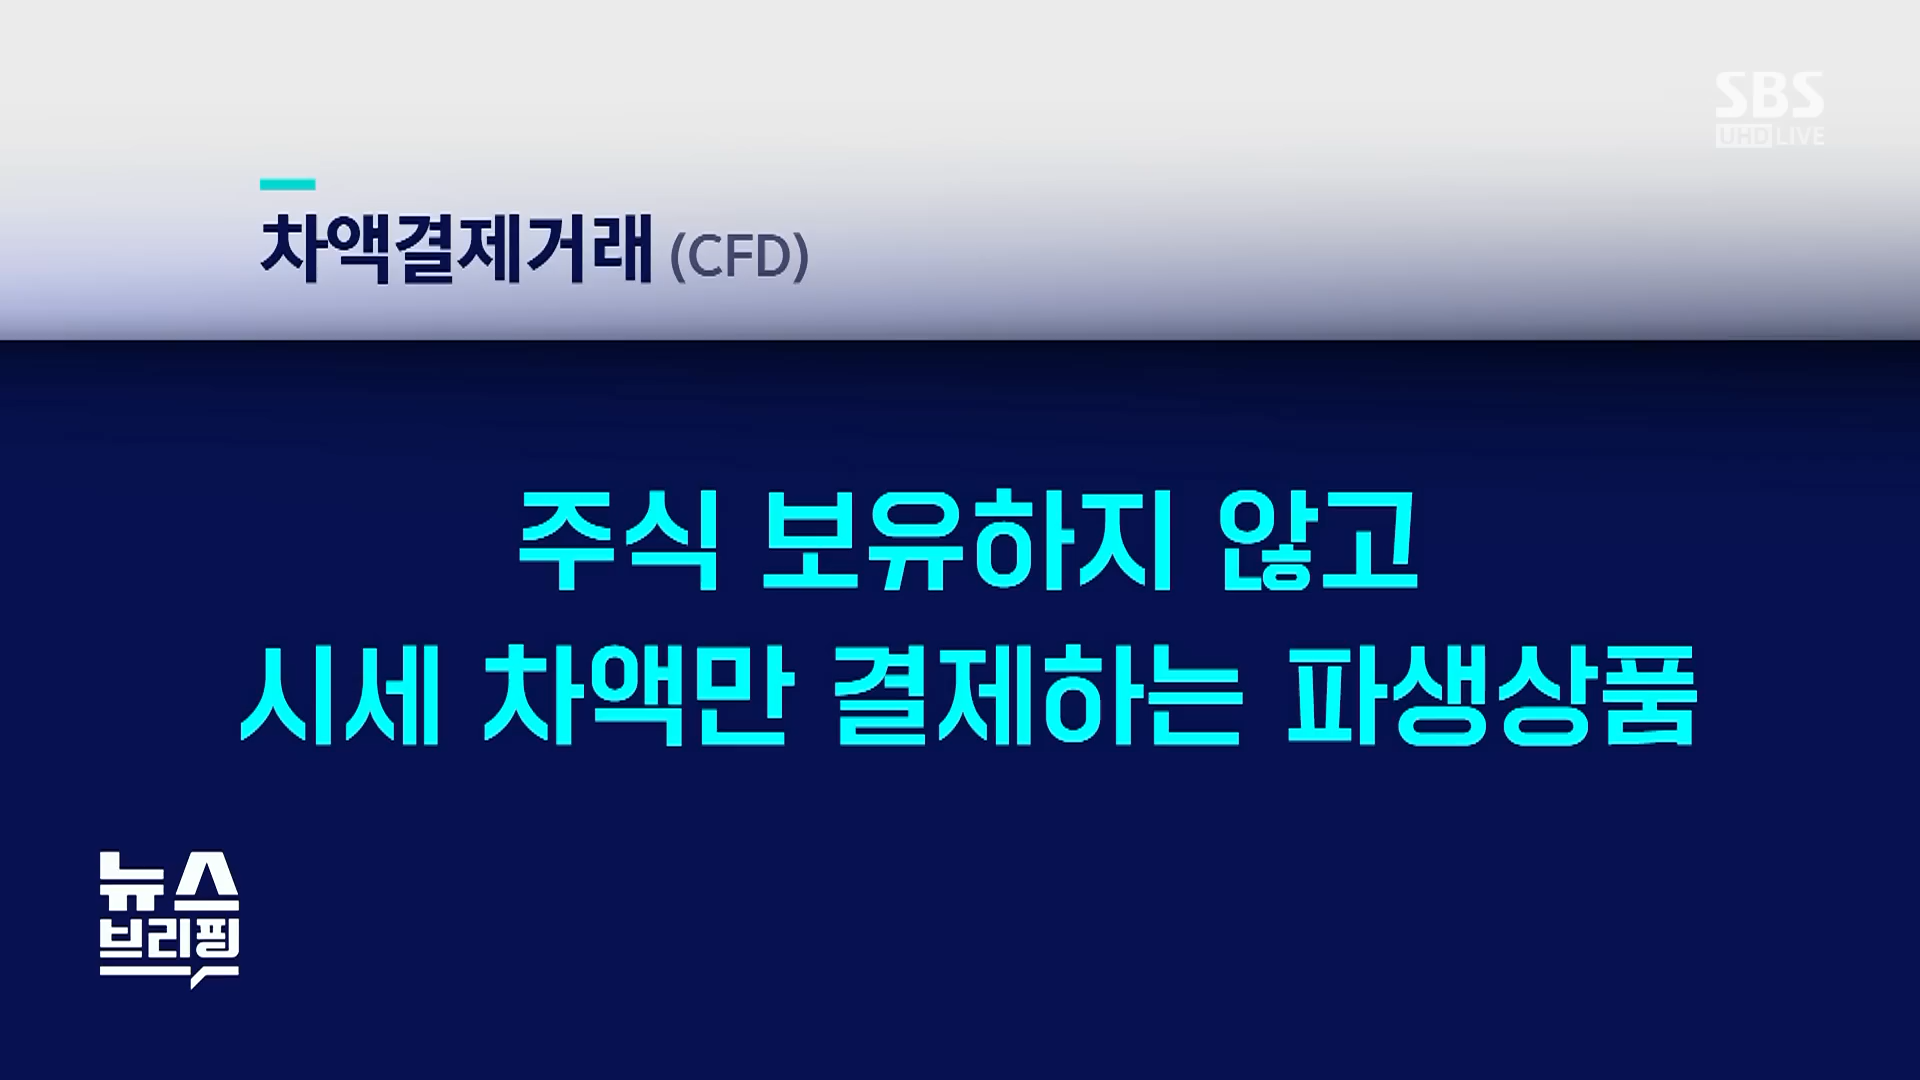 SBS
UHD LIVE
차액결제거래 (CFD)
주식 보유하지 않고
시세 차액만 결제하는 파생상품
뉴스
브리핑